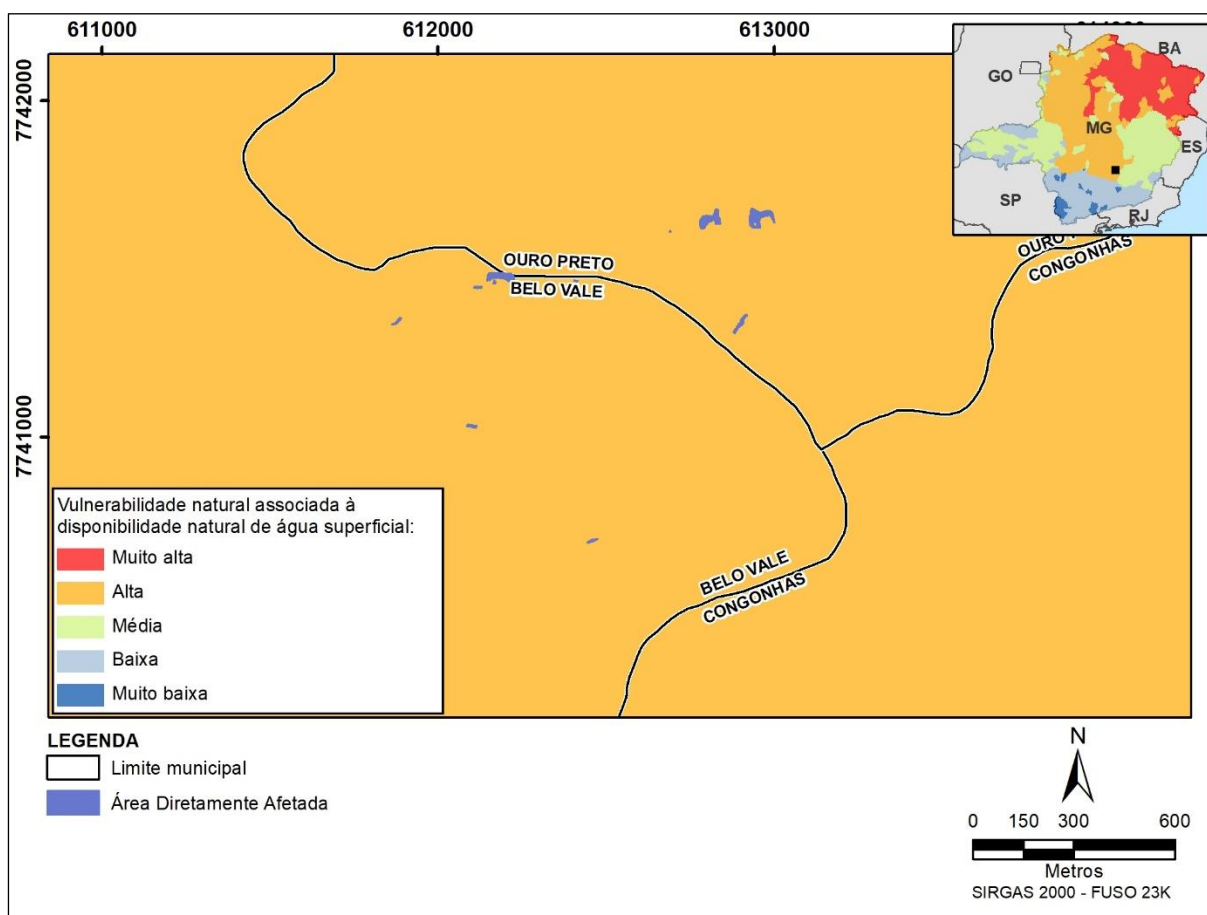 611000
612000
613000
7742000
7741000
BA
GO
MG
ES
SP
RJ
OURO PRETO
BELO VALE
OURO
CONGONHAS
BELO VALE
CONGONHAS
Vulnerabilidade natural associada à
disponibilidade natural de água superficial:
Muito alta
Alta
Média
Baixa
Muito baixa
LEGENDA
Limite municipal
Área Diretamente Afetada
N
0 150 300 600
Metros
SIRGAS 2000 - FUSO 23K